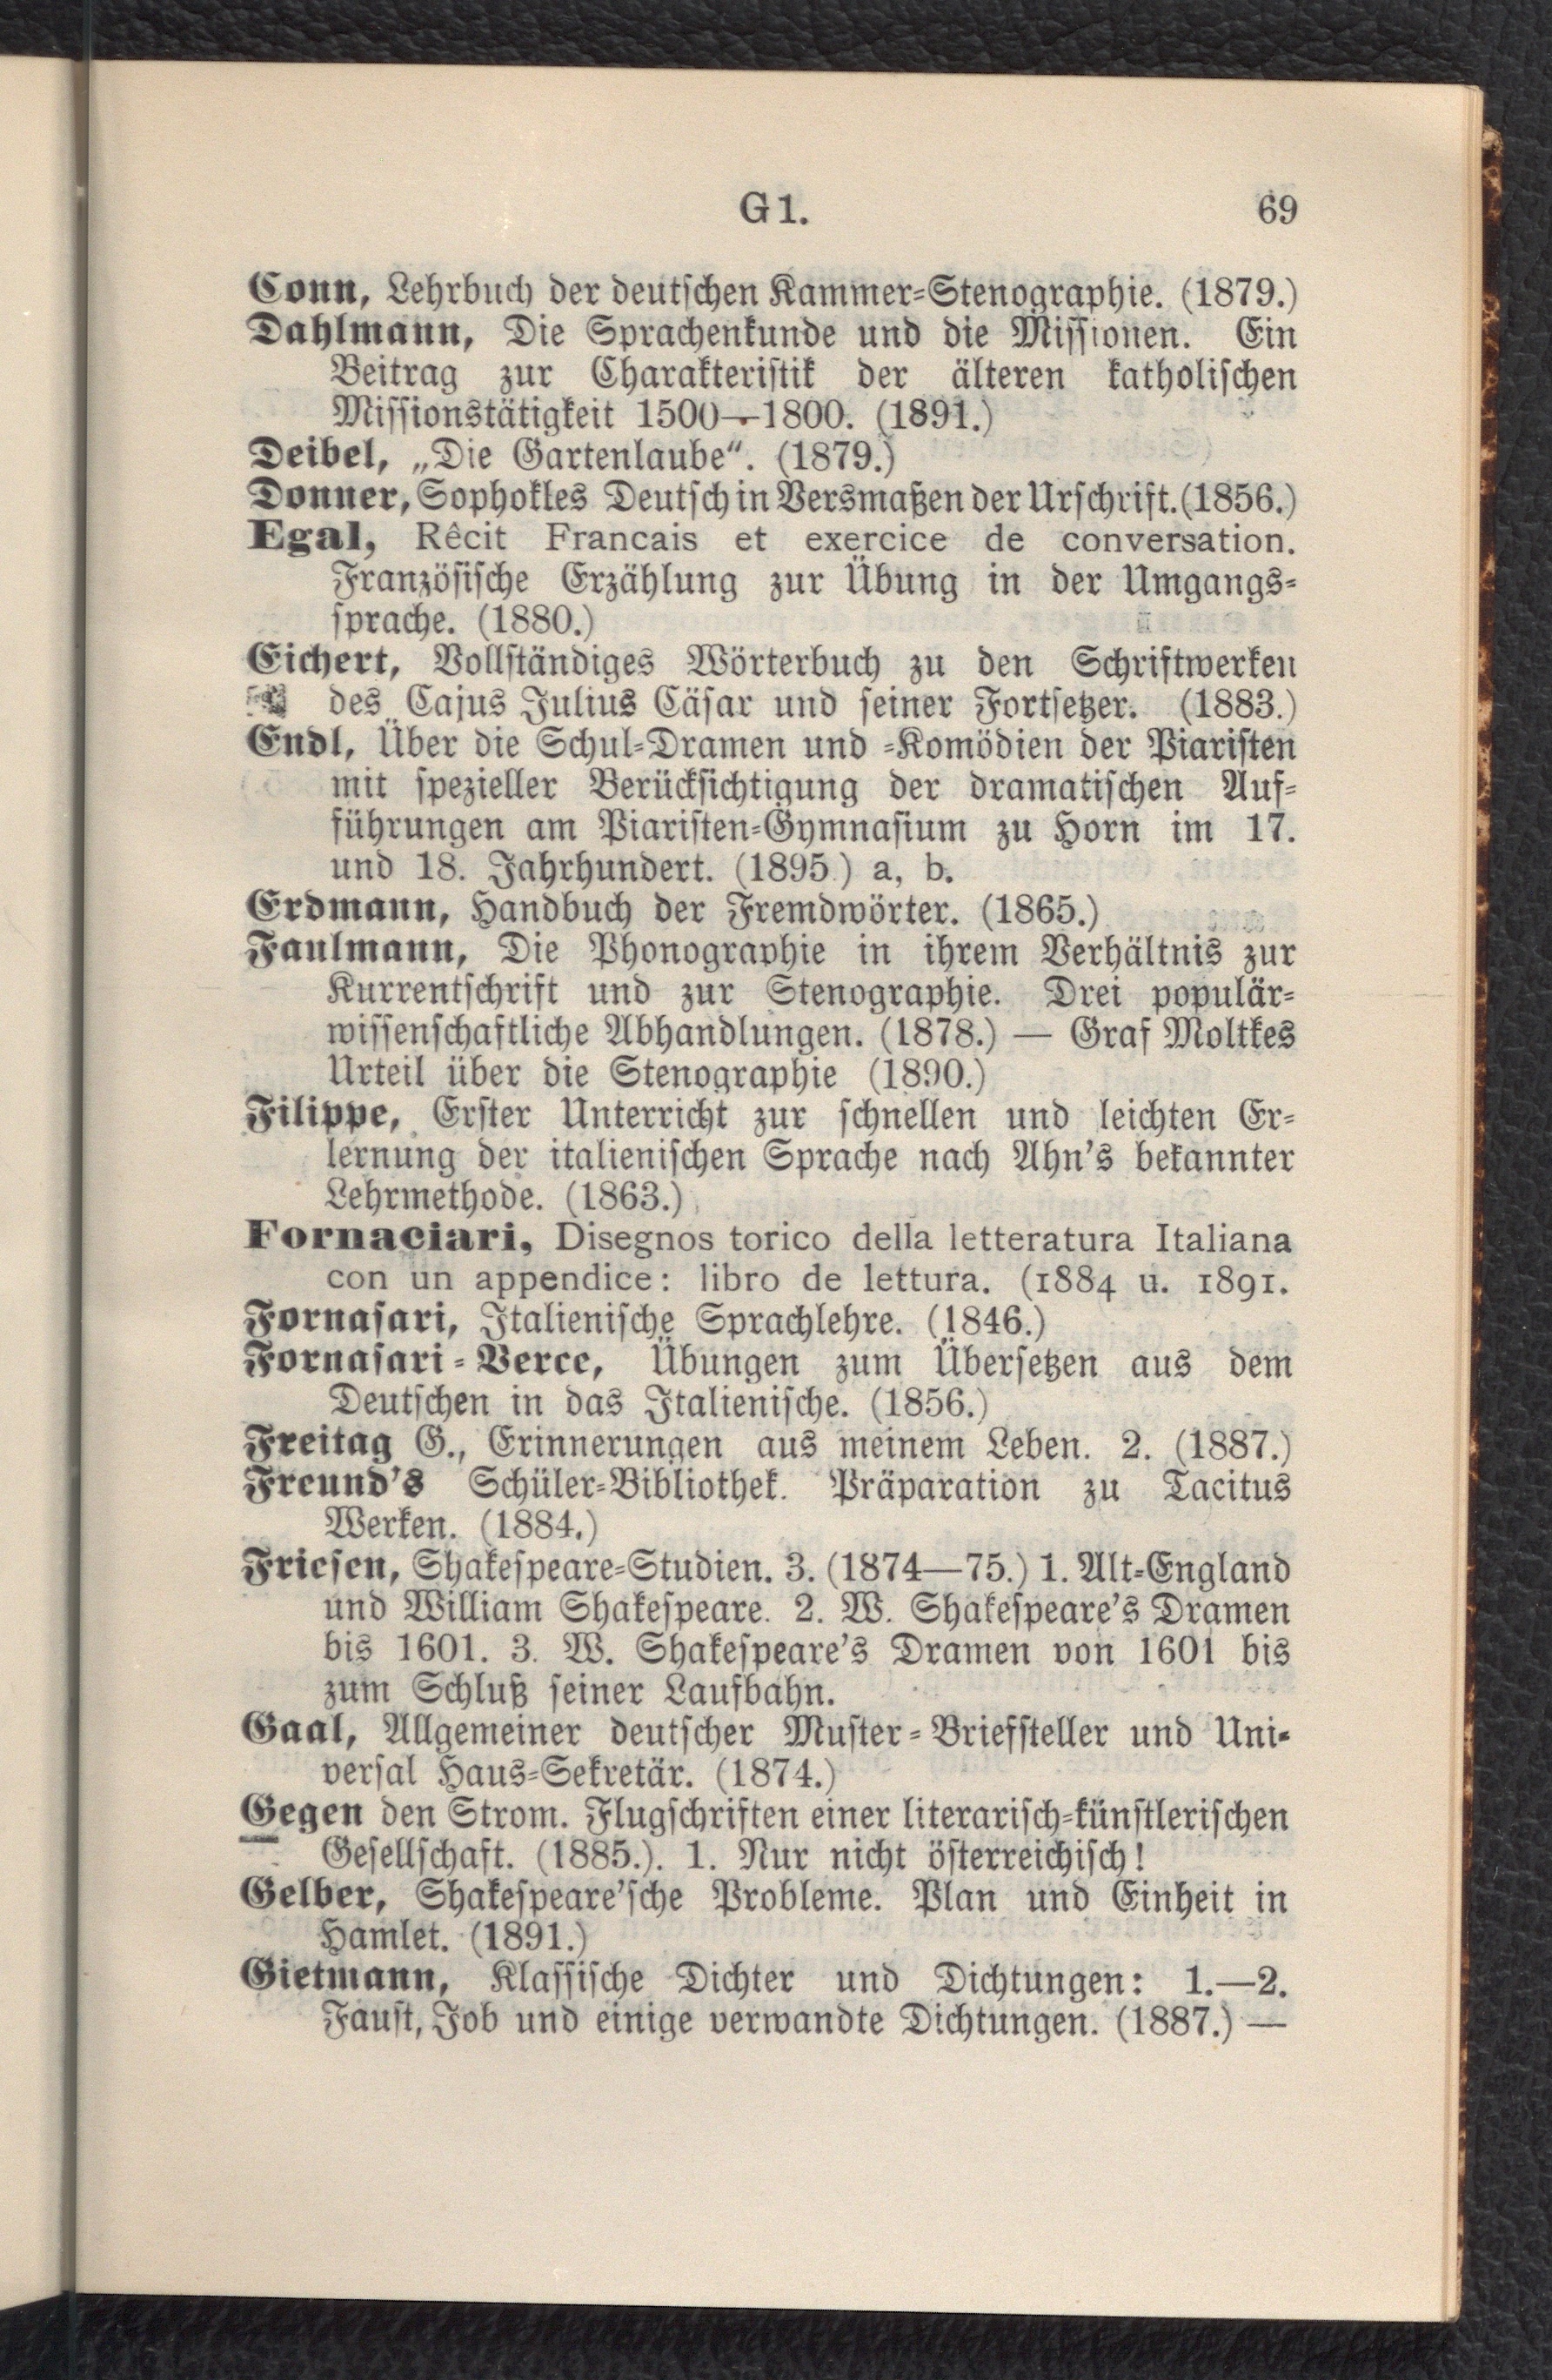 G 1. 69
Conn, Lehrbuch der deutschen Kammer-Stenographie. (1879.)
Dahlmann, Die Sprachenkunde und die Missionen. Ein
Beitrag zur Charakteristik der älteren katholischen
Missionstätigkeit 1500—1800. (1891.)
Deibel, „Die Gartenlaube“. (1879.)
Donner, Sophokles Deutsch in Versmaßen der Urschrift. (1856.)
Egal, Rêcit Francais et exercice de conversation.
Französische Erzählung zur Übung in der Umgangs-
sprache. (1880.)
Eichert, Vollständiges Wörterbuch zu den Schriftwerken
des Cajus Julius Cäsar und seiner Fortsetzer. (1883.)
Endl, Über die Schul-Dramen und -Komödien der Piaristen
mit spezieller Berücksichtigung der dramatischen Auf-
führungen am Piaristen-Gymnasium zu Horn im 17.
und 18. Jahrhundert. (1895.) a, b.
Erdmann, Handbuch der Fremdwörter. (1865.)
Faulmann, Die Phonographie in ihrem Verhältnis zur
Kurrentschrift und zur Stenographie. Drei populär-
wissenschaftliche Abhandlungen. (1878.) — Graf Moltkes
Urteil über die Stenographie (1890.)
Filippe, Erster Unterricht zur schnellen und leichten Er-
lernung der italienischen Sprache nach Ahn's bekannter
Lehrmethode. (1863.)
Fornaciari, Disegnos torico della letteratura Italiana
con un appendice: libro de lettura. (1884 u. 1891.
Fornasari, Italienische Sprachlehre. (1846.)
Fornasari-Verce, Übungen zum Übersetzen aus dem
Deutschen in das Italienische. (1856.)
Freitag G., Erinnerungen aus meinem Leben. 2. (1887.)
Freund's Schüler-Bibliothek. Präparation zu Tacitus
Werken. (1884.)
Friesen, Shakespeare-Studien. 3. (1874—75.) 1. Alt-England
und William Shakespeare. 2. W. Shakespeare's Dramen
bis 1601. 3. W. Shakespeare's Dramen von 1601 bis
zum Schluß seiner Laufbahn.
Gaal, Allgemeiner deutscher Muster-Briefsteller und Uni-
versal Haus-Sekretär. (1874.)
Gegen den Strom. Flugschriften einer literarisch-künstlerischen
Gesellschaft. (1885.). 1. Nur nicht österreichisch!
Gelber, Shakespeare'sche Probleme. Plan und Einheit in
Hamlet. (1891.)
Gietmann, Klassische Dichter und Dichtungen: 1.—2.
Faust, Job und einige verwandte Dichtungen. (1887.) —